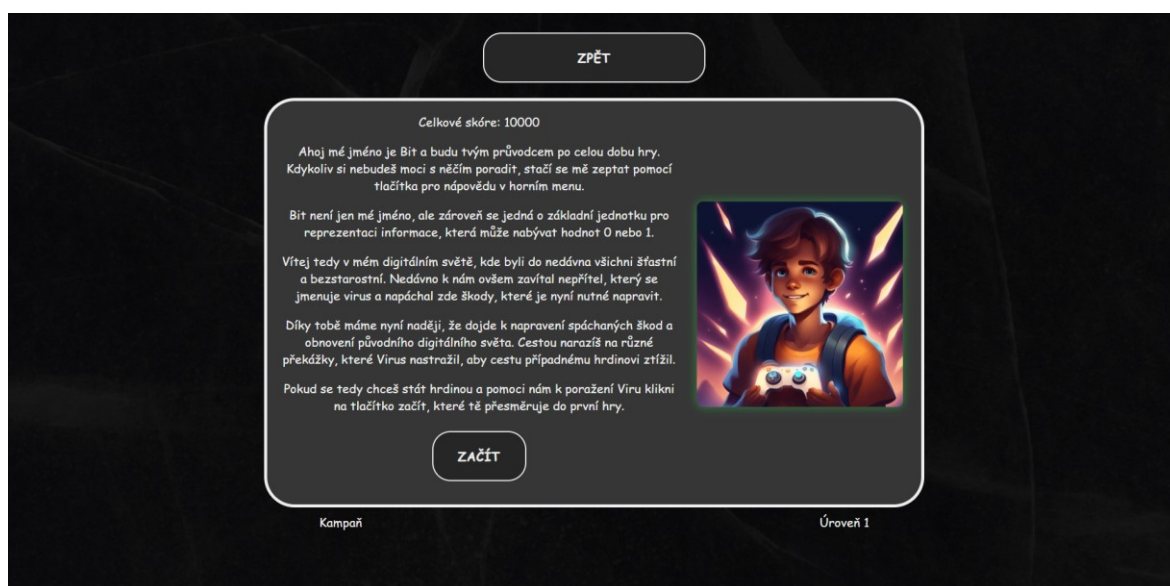 ZPĚT
Celkové skóre: 10000
Ahoj mé jméno je Bit a budu tvým průvodcem po celou dobu hry.
Kdykoliv si nebudeš moci s něčím poradit, stačí se mě zeptat pomocí
tlačítka pro nápovědu v horním menu.
Bit není jen mé jméno, ale zároveň se jedná o základní jednotku pro
reprezentaci informace, která může nabývat hodnot 0 nebo 1.
Vítej tedy v mém digitálním světě, kde byli do nedávna všichni šťastní
a bezstarostní. Nedávno k nám ovšem zavítal nepřítel, který se
jmenuje virus a napáchal zde škody, které je nyní nutné napravit.
Díky tobě máme nyní naději, že dojde k napravení spáchaných škod a
obnovení původního digitálního světa. Cestou narazíš na různé
překážky, které Virus nastražil, aby cestu případnému hrdinovi ztížil.
Pokud se tedy chceš stát hrdinou a pomoci nám k poražení Viru klikni
na tlačítko začít, které tě přesměruje do první hry.
ZAČÍT
Kampaň
Úroveň 1